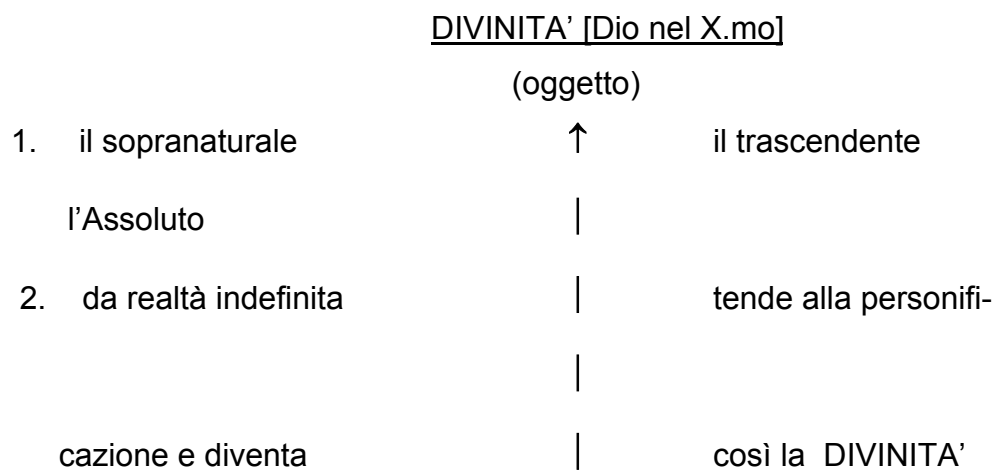 DIVINITA’ [Dio nel X.mo]
(oggetto)
1. il sopranaturale ↑ il trascendente
l’Assoluto |
2. da realtà indefinita | tende alla personifi-
|
cazione e diventa | così la DIVINITA’